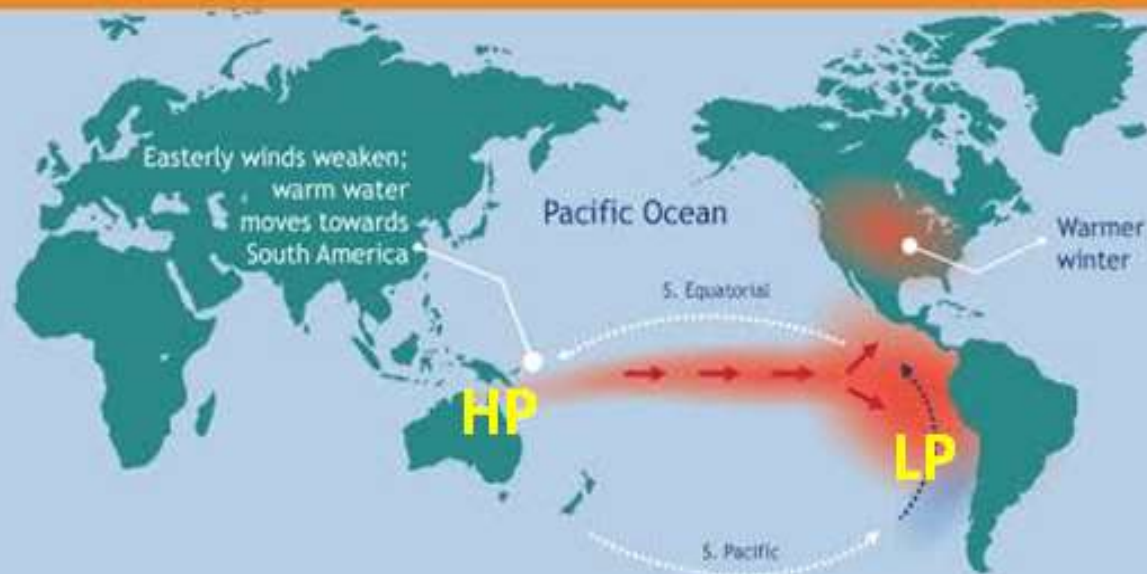 Easterly winds weaken;
warm water
moves towards
South America
Pacific Ocean
Warmer
winter
S. Equatorial
HP
LP
S. Pacific